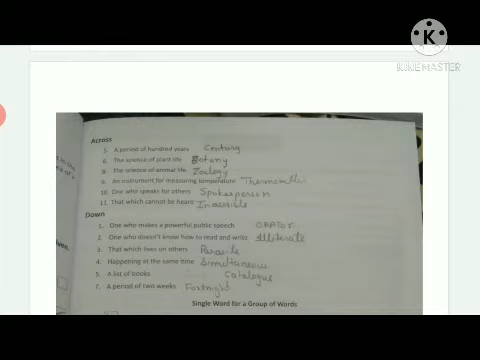 K
KINEMASTER
Across
5. A period of hundred years Century
6. The science of plant life Botany
8. The science of animal life Zoology
9. An instrument for measuring temperature Thermometer
10. One who speaks for others Spokesperson
11. That which cannot be heard Inaudible
Down
1. One who makes a powerful public speech ORATOR
2. One who doesn't know how to read and write Illiterate
3. That which lives on others Parasite
4. Happening at the same time Simultaneous
5. A list of books Catalogue
7. A period of two weeks Fortnight
Single Word for a Group of Words